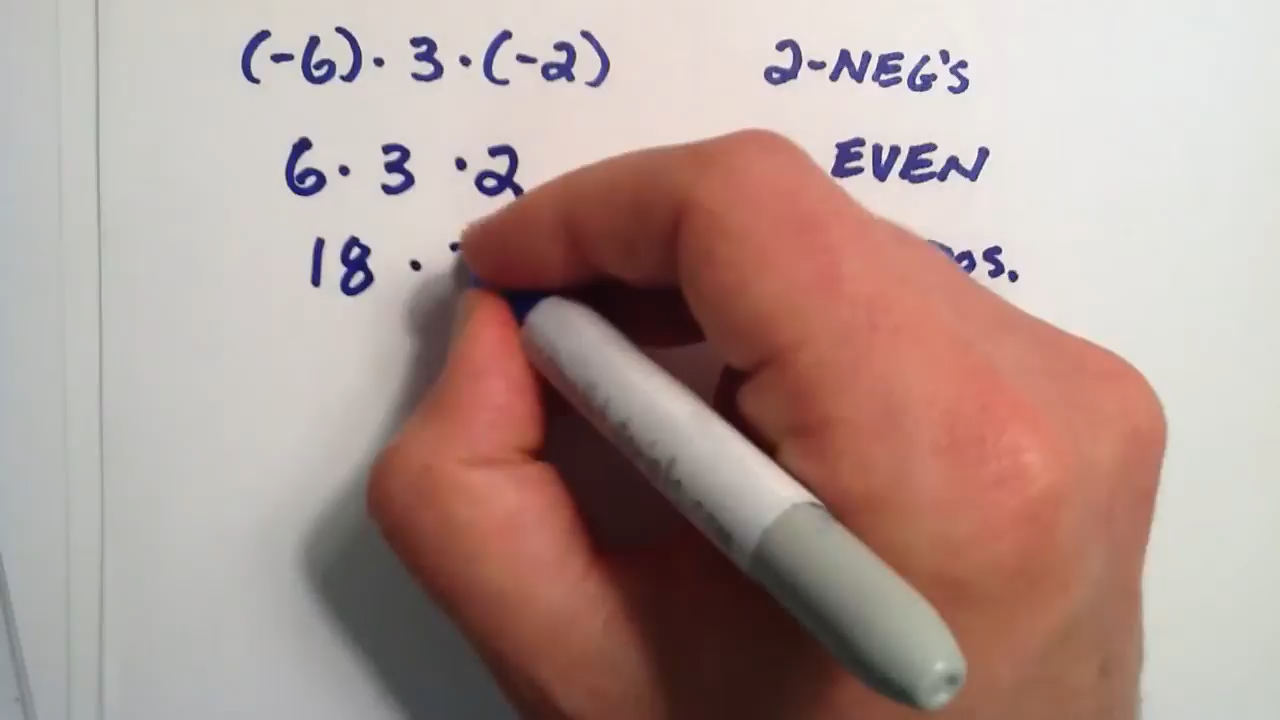 (-6) · 3 · (-2) 2-NEG'S
6 · 3 · 2 EVEN
18 ·